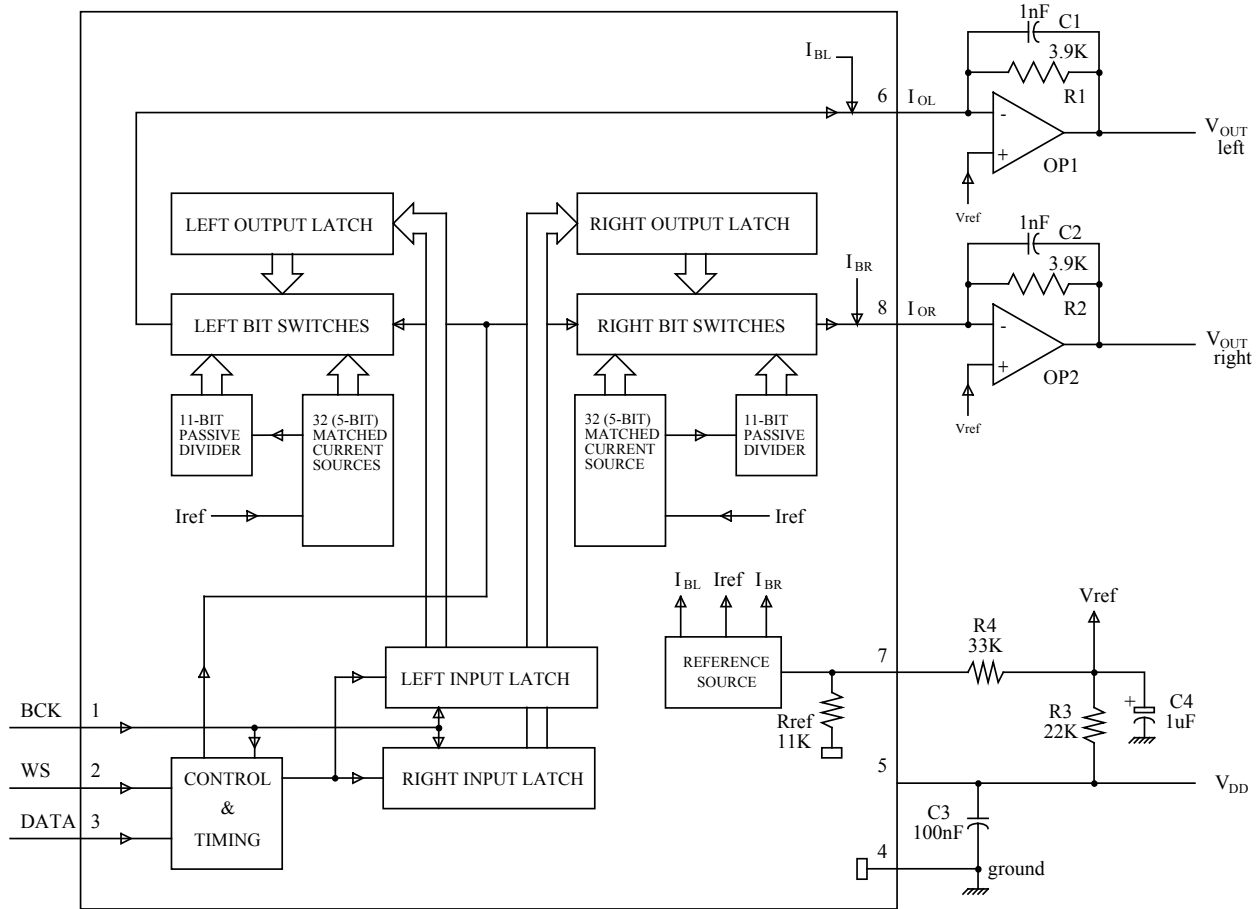 1nF
C1
3.9K
R1
I BL
6
I OL
-
+
OP1
Vref
V OUT
left
LEFT OUTPUT LATCH
RIGHT OUTPUT LATCH
1nF
C2
3.9K
R2
I BR
8
I OR
-
+
OP2
Vref
V OUT
right
LEFT BIT SWITCHES
RIGHT BIT SWITCHES
11-BIT
PASSIVE
DIVIDER
32 (5-BIT)
MATCHED
CURRENT
SOURCES
32 (5-BIT)
MATCHED
CURRENT
SOURCE
11-BIT
PASSIVE
DIVIDER
Iref
Iref
I BL
Iref
I BR
REFERENCE
SOURCE
7
R4
33K
Vref
Rref
11K
R3
22K
+
C4
1uF
LEFT INPUT LATCH
RIGHT INPUT LATCH
BCK
1
WS
2
DATA
3
CONTROL
&
TIMING
5
V DD
C3
100nF
4
ground